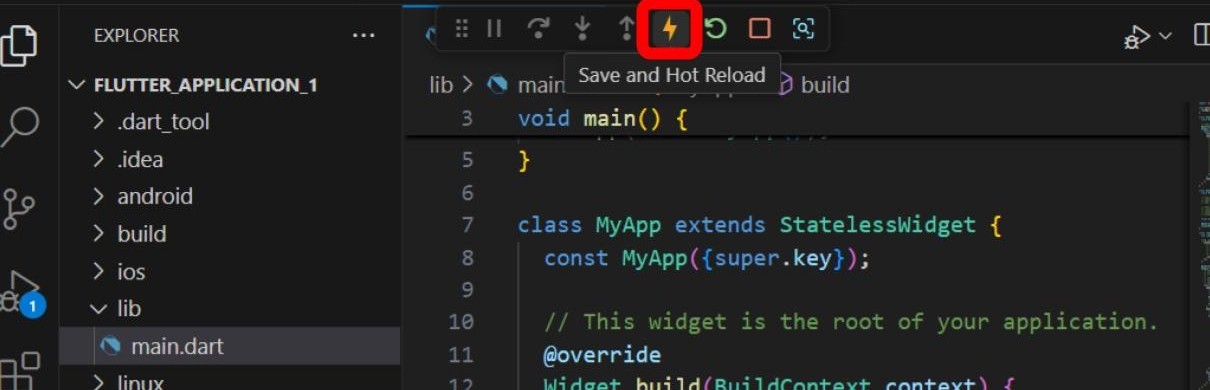 EXPLORER
FLUTTER_APPLICATION_1
.dart_tool
.idea
android
build
ios
lib
main.dart
linux
1
Save and Hot Reload
lib > main build
3 void main() {
5 }
6
7 class MyApp extends StatelessWidget {
8 const MyApp({super.key});
9
10 // This widget is the root of your application.
11 @override
12 Widget build(BuildContext context) {